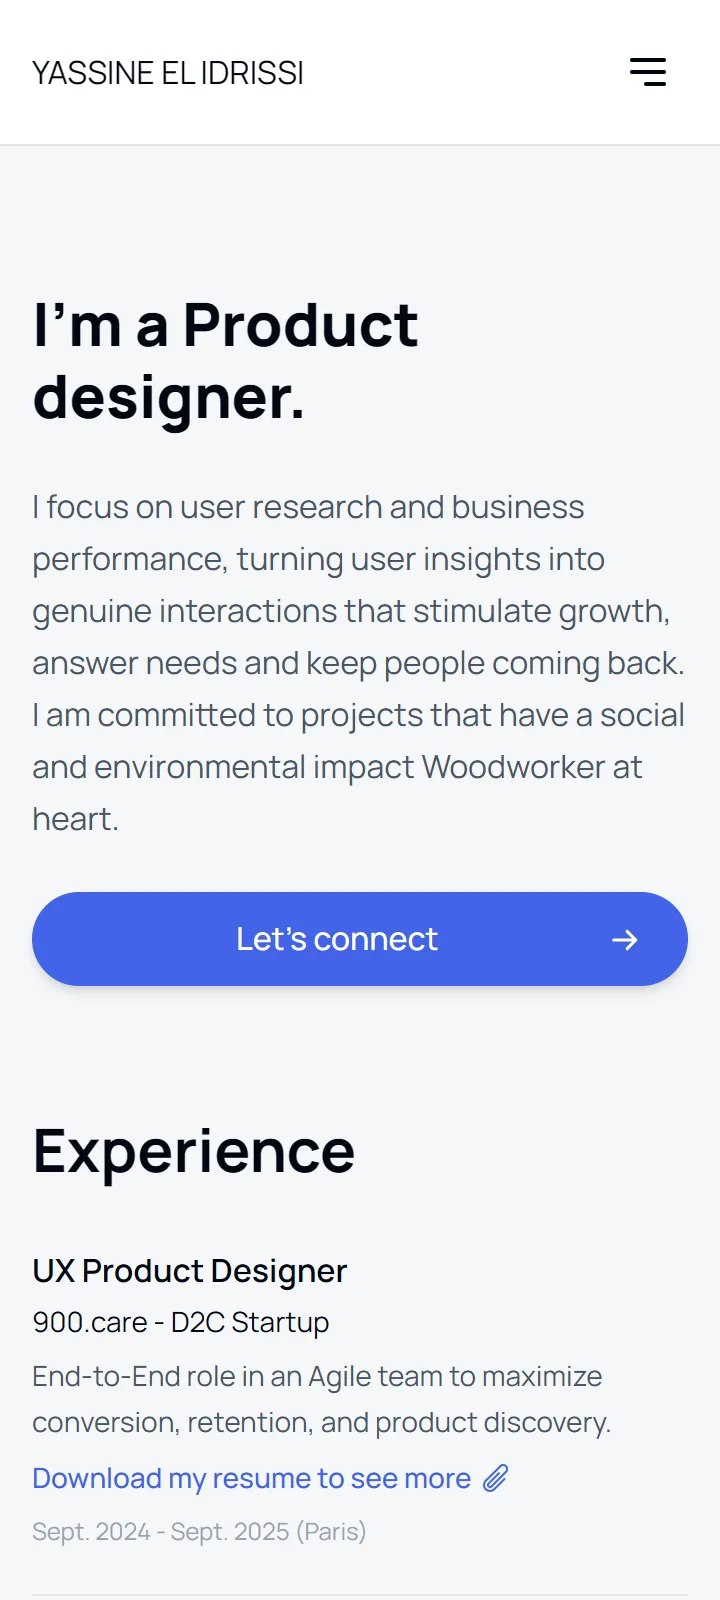 YASSINE EL IDRISSI
I’m a Product
designer.
I focus on user research and business
performance, turning user insights into
genuine interactions that stimulate growth,
answer needs and keep people coming back.
I am committed to projects that have a social
and environmental impact Woodworker at
heart.
Let’s connect
Experience
UX Product Designer
900.care - D2C Startup
End-to-End role in an Agile team to maximize
conversion, retention, and product discovery.
Download my resume to see more
Sept. 2024 - Sept. 2025 (Paris)